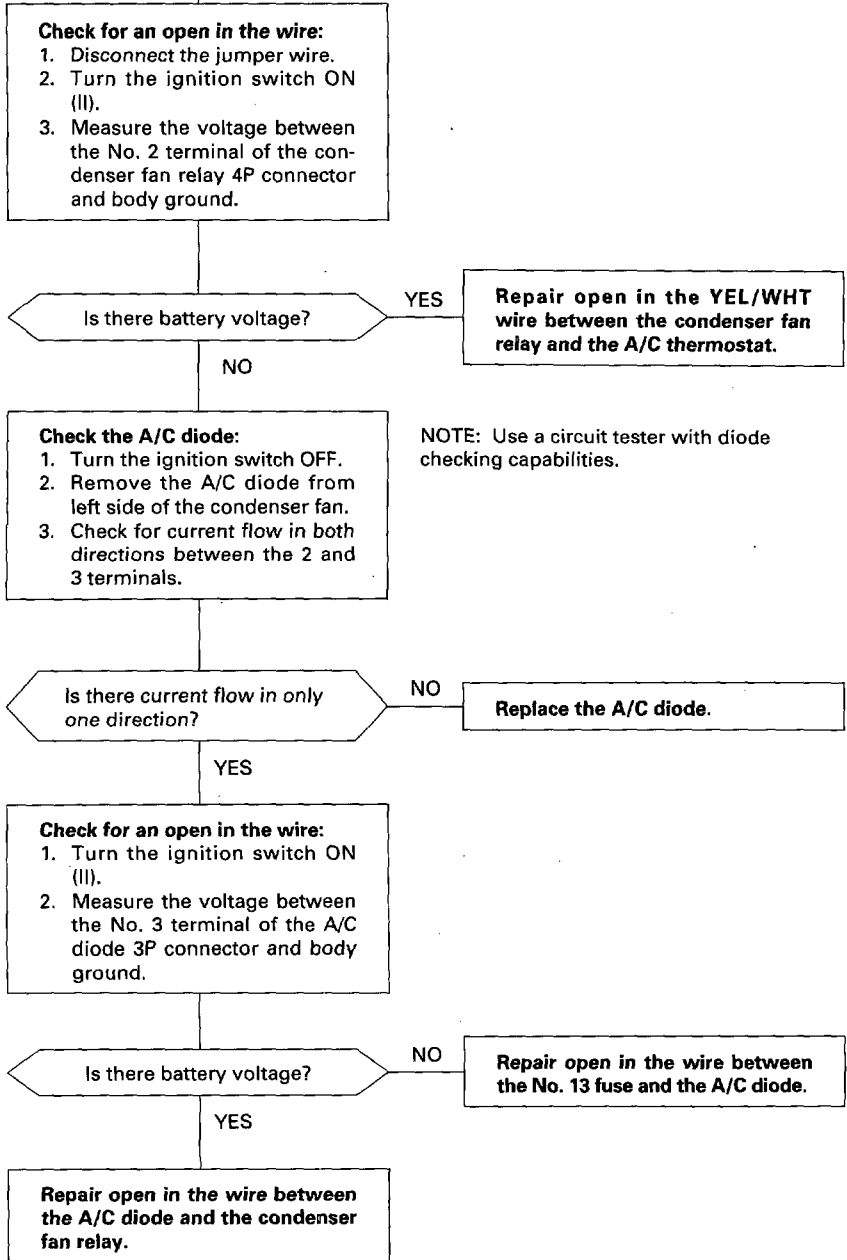 Check for an open in the wire:
1. Disconnect the jumper wire.
2. Turn the ignition switch ON
(II).
3. Measure the voltage between
the No. 2 terminal of the con-
denser fan relay 4P connector
and body ground.
Is there battery voltage?
YES
Repair open in the YEL/WHT
wire between the condenser fan
relay and the A/C thermostat.
NO
Check the A/C diode:
1. Turn the ignition switch OFF.
2. Remove the A/C diode from
left side of the condenser fan.
3. Check for current flow in both
directions between the 2 and
3 terminals.
NOTE: Use a circuit tester with diode
checking capabilities.
Is there current flow in only
one direction?
NO
Replace the A/C diode.
YES
Check for an open in the wire:
1. Turn the ignition switch ON
(II).
2. Measure the voltage between
the No. 3 terminal of the A/C
diode 3P connector and body
ground.
Is there battery voltage?
NO
Repair open in the wire between
the No. 13 fuse and the A/C diode.
YES
Repair open in the wire between
the A/C diode and the condenser
fan relay.